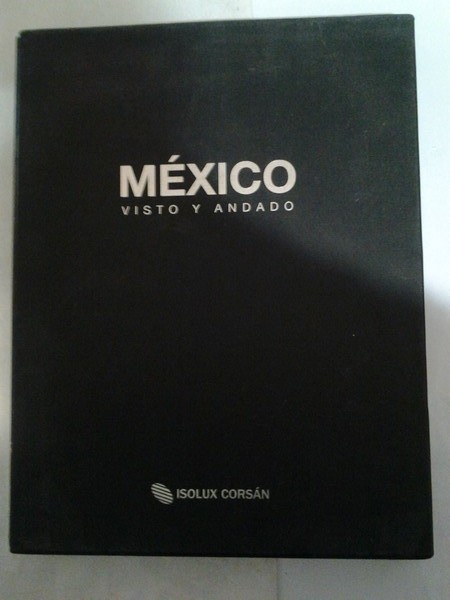 MÉXICO
VISTO Y ANDADO
ISOLUX CORSÁN